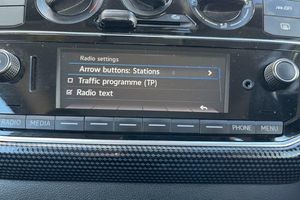 Radio settings
Arrow buttons: Stations
Traffic programme (TP)
Radio text
RADIO MEDIA PHONE MENU